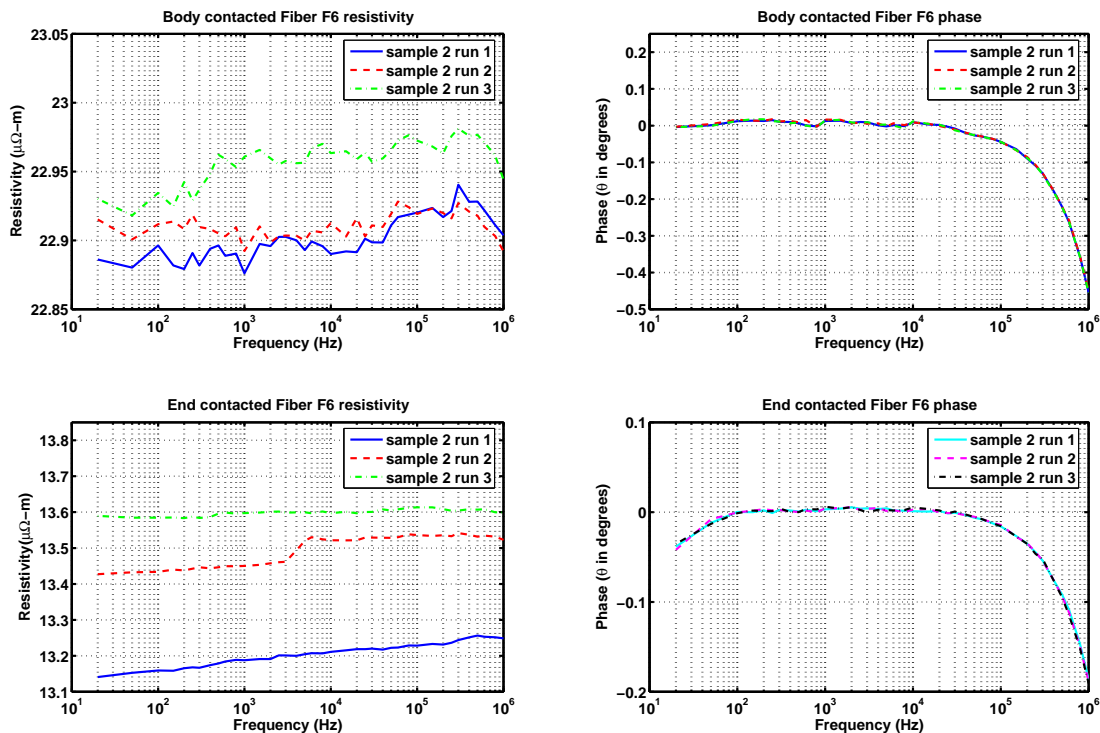 Body contacted Fiber F6 resistivity
Resistivity (μΩ−m)
23.05
23
22.95
22.9
22.85
sample 2 run 1
sample 2 run 2
sample 2 run 3
10^1 10^2 10^3 10^4 10^5 10^6
Frequency (Hz)
Body contacted Fiber F6 phase
Phase (θ in degrees)
0.2
0.1
0
−0.1
−0.2
−0.3
−0.4
−0.5
sample 2 run 1
sample 2 run 2
sample 2 run 3
10^1 10^2 10^3 10^4 10^5 10^6
Frequency (Hz)
End contacted Fiber F6 resistivity
Resistivity(μΩ−m)
13.8
13.7
13.6
13.5
13.4
13.3
13.2
13.1
sample 2 run 1
sample 2 run 2
sample 2 run 3
10^1 10^2 10^3 10^4 10^5 10^6
Frequency (Hz)
End contacted Fiber F6 phase
Phase (θ in degrees)
0.1
0
−0.1
−0.2
sample 2 run 1
sample 2 run 2
sample 2 run 3
10^1 10^2 10^3 10^4 10^5 10^6
Frequency (Hz)